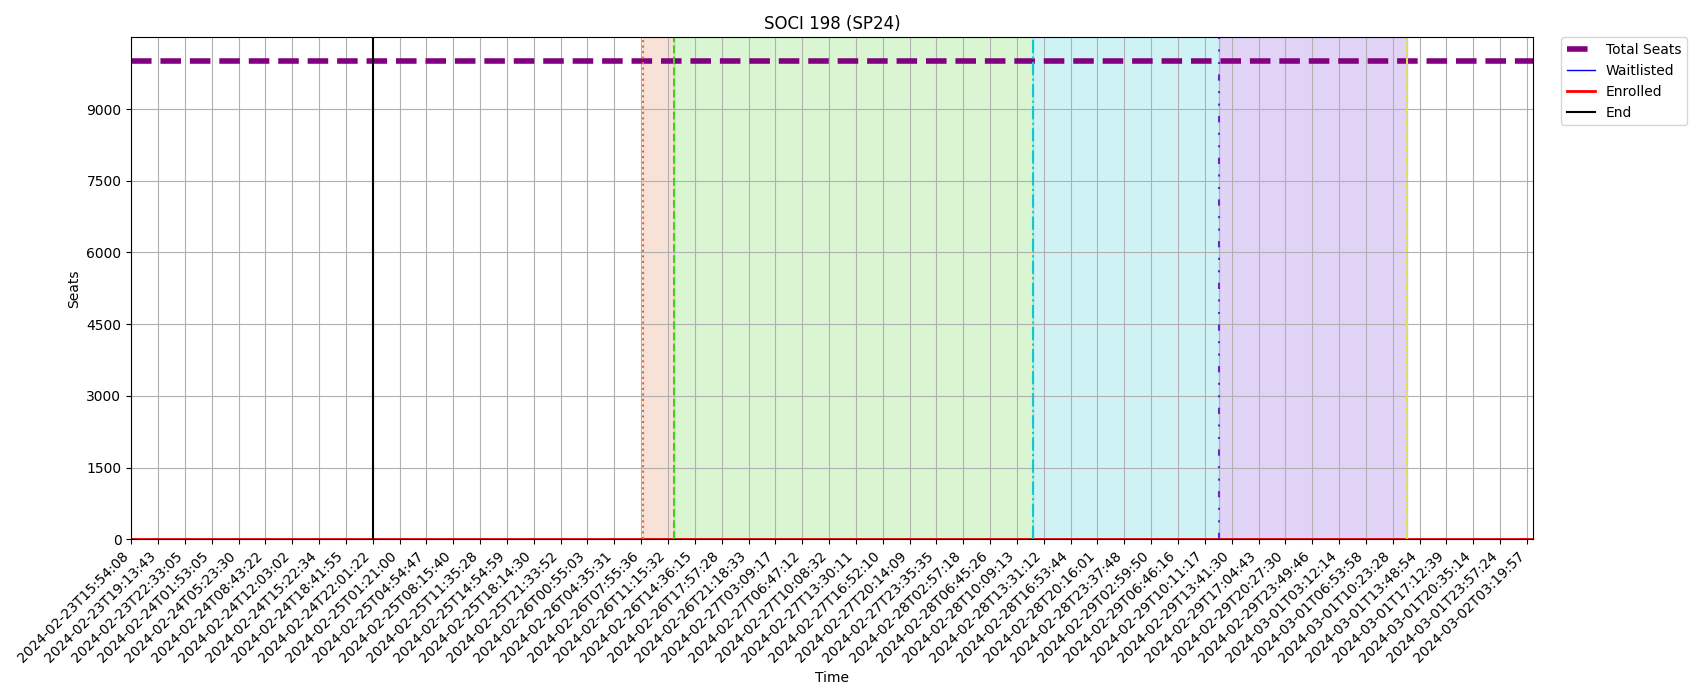 SOCI 198 (SP24)
Total Seats
Waitlisted
Enrolled
End
Seats
9000
7500
6000
4500
3000
1500
0
2024-02-23T15:54:08
2024-02-23T19:13:43
2024-02-23T22:33:05
2024-02-24T01:53:05
2024-02-24T05:23:30
2024-02-24T08:43:22
2024-02-24T12:03:02
2024-02-24T15:22:34
2024-02-24T18:41:55
2024-02-24T22:01:22
2024-02-25T01:21:00
2024-02-25T04:54:47
2024-02-25T08:15:40
2024-02-25T11:35:28
2024-02-25T14:54:59
2024-02-25T18:14:30
2024-02-25T21:33:52
2024-02-26T00:55:03
2024-02-26T04:35:31
2024-02-26T07:55:36
2024-02-26T11:15:32
2024-02-26T14:36:15
2024-02-26T17:57:28
2024-02-26T21:18:33
2024-02-27T03:09:17
2024-02-27T06:47:12
2024-02-27T10:08:32
2024-02-27T13:30:11
2024-02-27T16:52:10
2024-02-27T20:14:09
2024-02-27T23:35:35
2024-02-28T02:57:18
2024-02-28T06:45:26
2024-02-28T10:09:13
2024-02-28T13:31:12
2024-02-28T16:53:44
2024-02-28T20:16:01
2024-02-28T23:37:48
2024-02-29T02:59:50
2024-02-29T06:46:16
2024-02-29T10:11:17
2024-02-29T13:41:30
2024-02-29T17:04:43
2024-02-29T20:27:30
2024-02-29T23:49:46
2024-03-01T03:12:14
2024-03-01T06:53:58
2024-03-01T10:23:28
2024-03-01T13:48:54
2024-03-01T17:12:39
2024-03-01T20:35:14
2024-03-01T23:57:24
2024-03-02T03:19:57
Time